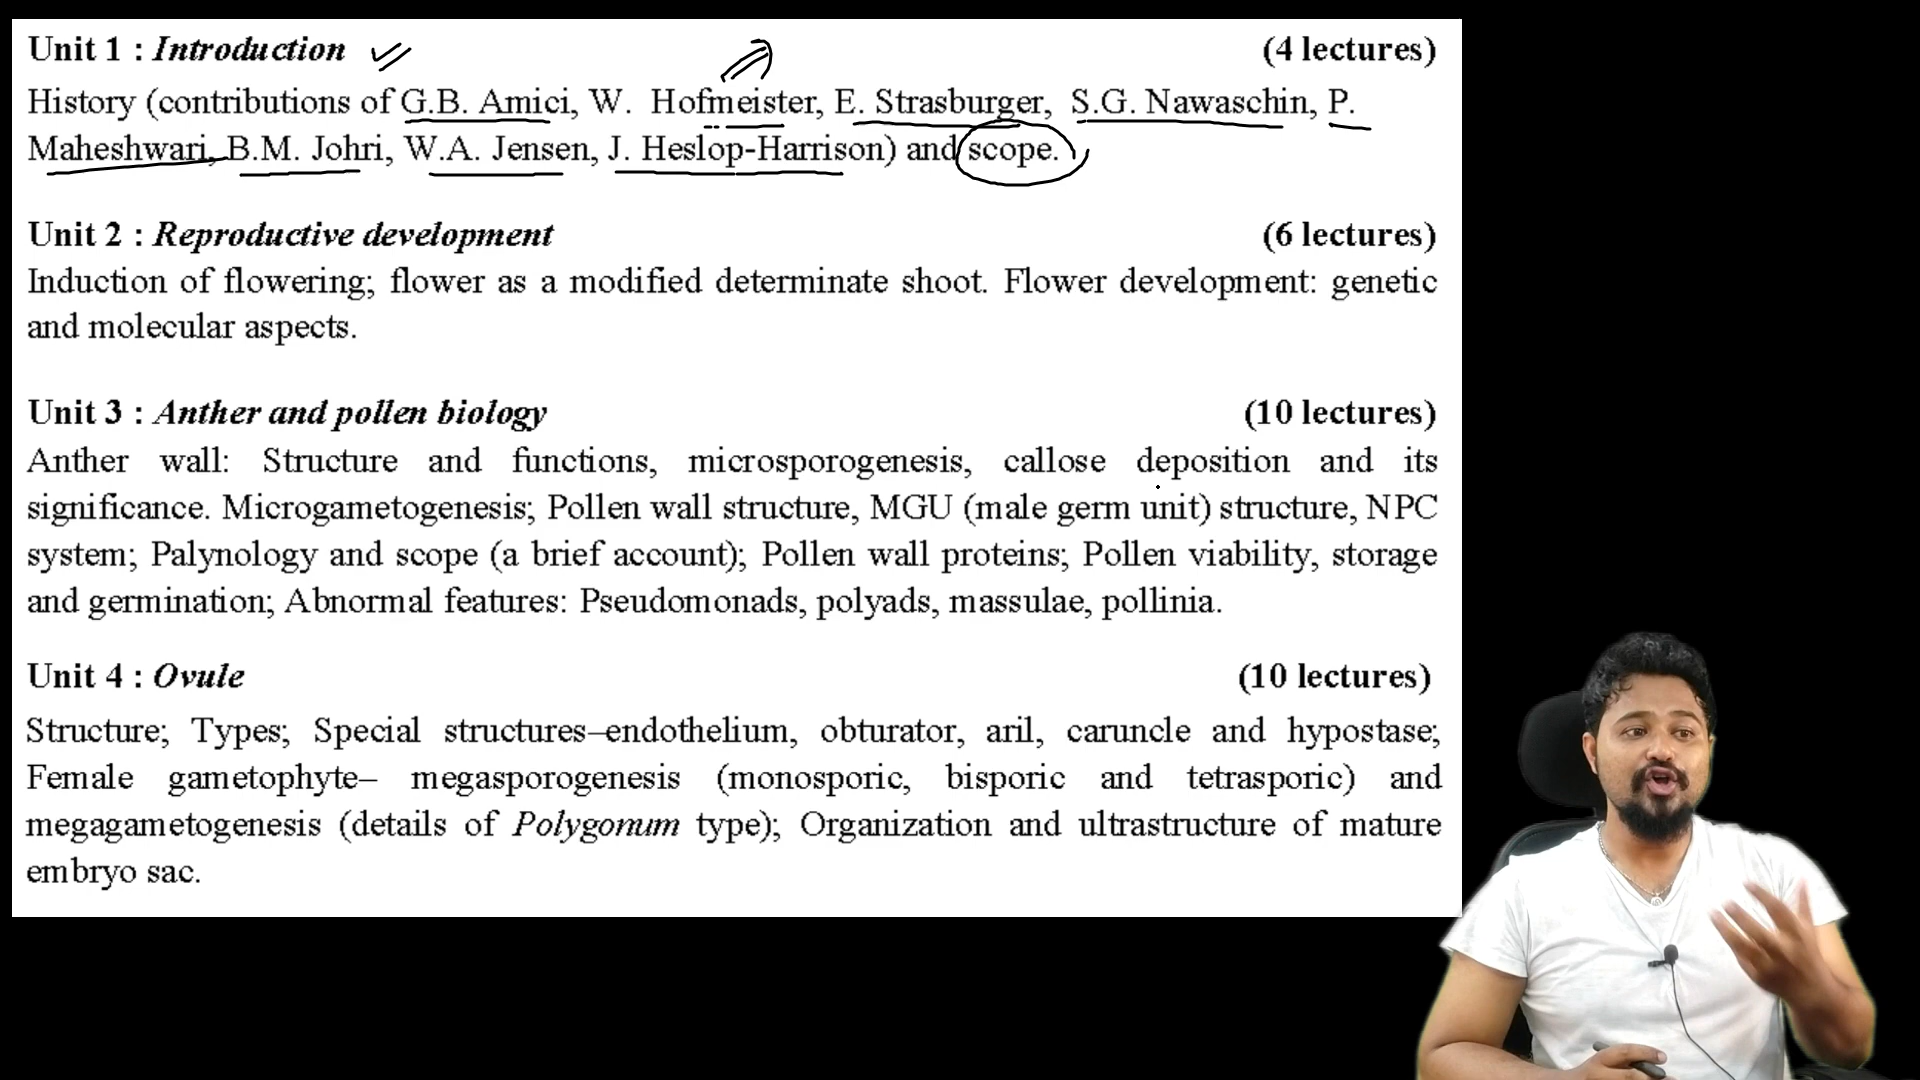 Unit 1 : Introduction (4 lectures)
History (contributions of G.B. Amici, W. Hofmeister, E. Strasburger, S.G. Nawaschin, P.
Maheshwari, B.M. Johri, W.A. Jensen, J. Heslop-Harrison) and scope.
Unit 2 : Reproductive development (6 lectures)
Induction of flowering; flower as a modified determinate shoot. Flower development: genetic
and molecular aspects.
Unit 3 : Anther and pollen biology (10 lectures)
Anther wall: Structure and functions, microsporogenesis, callose deposition and its
significance. Microgametogenesis; Pollen wall structure, MGU (male germ unit) structure, NPC
system; Palynology and scope (a brief account); Pollen wall proteins; Pollen viability, storage
and germination; Abnormal features: Pseudomonads, polyads, massulae, pollinia.
Unit 4 : Ovule (10 lectures)
Structure; Types; Special structures–endothelium, obturator, aril, caruncle and hypostase;
Female gametophyte– megasporogenesis (monosporic, bisporic and tetrasporic) and
megagametogenesis (details of Polygonum type); Organization and ultrastructure of mature
embryo sac.